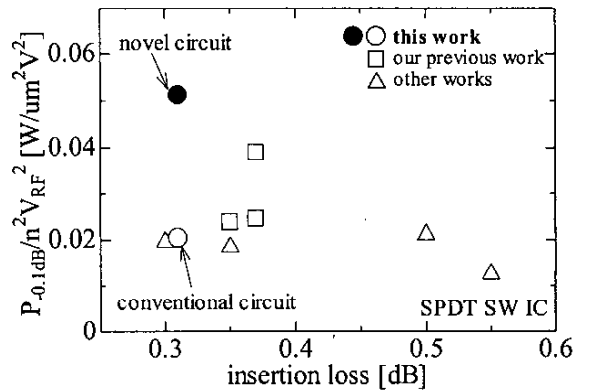 0.06
0.04
0.02
0
P-0.1dB/n²VRF² [W/um²V²]
novel circuit
this work
our previous work
other works
conventional circuit
SPDT SW IC
0.3 0.4 0.5 0.6
insertion loss [dB]